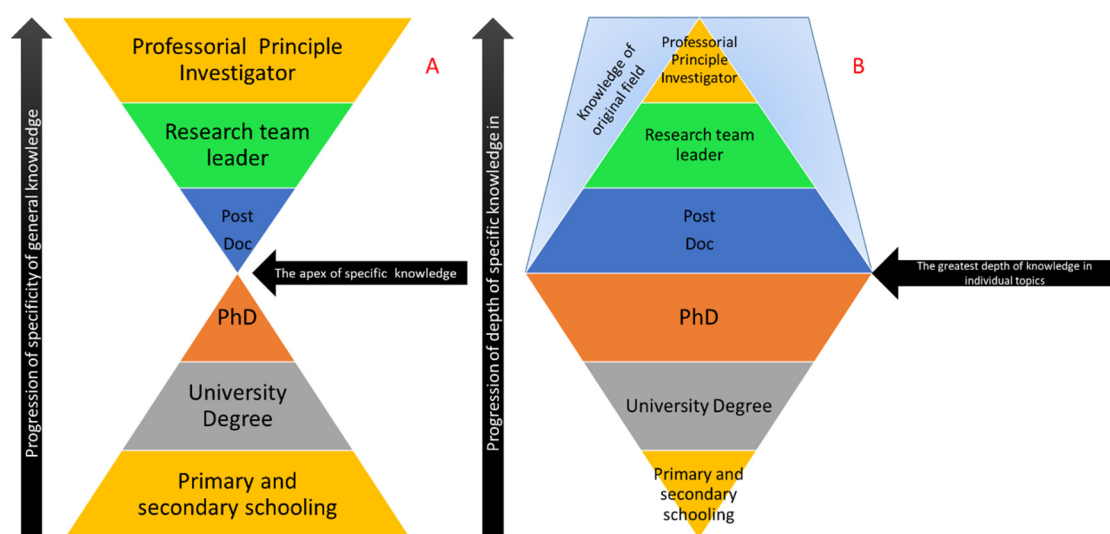 Progression of specificity of general knowledge
Professorial Principle
Investigator
A
Research team
leader
Post
Doc
The apex of specific knowledge
PhD
University
Degree
Primary and
secondary schooling
Progression of depth of specific knowledge in
Knowledge of
original field
Professorial
Principle
Investigator
B
Research team
leader
Post
Doc
The greatest depth of knowledge in
individual topics
PhD
University Degree
Primary and
secondary
schooling